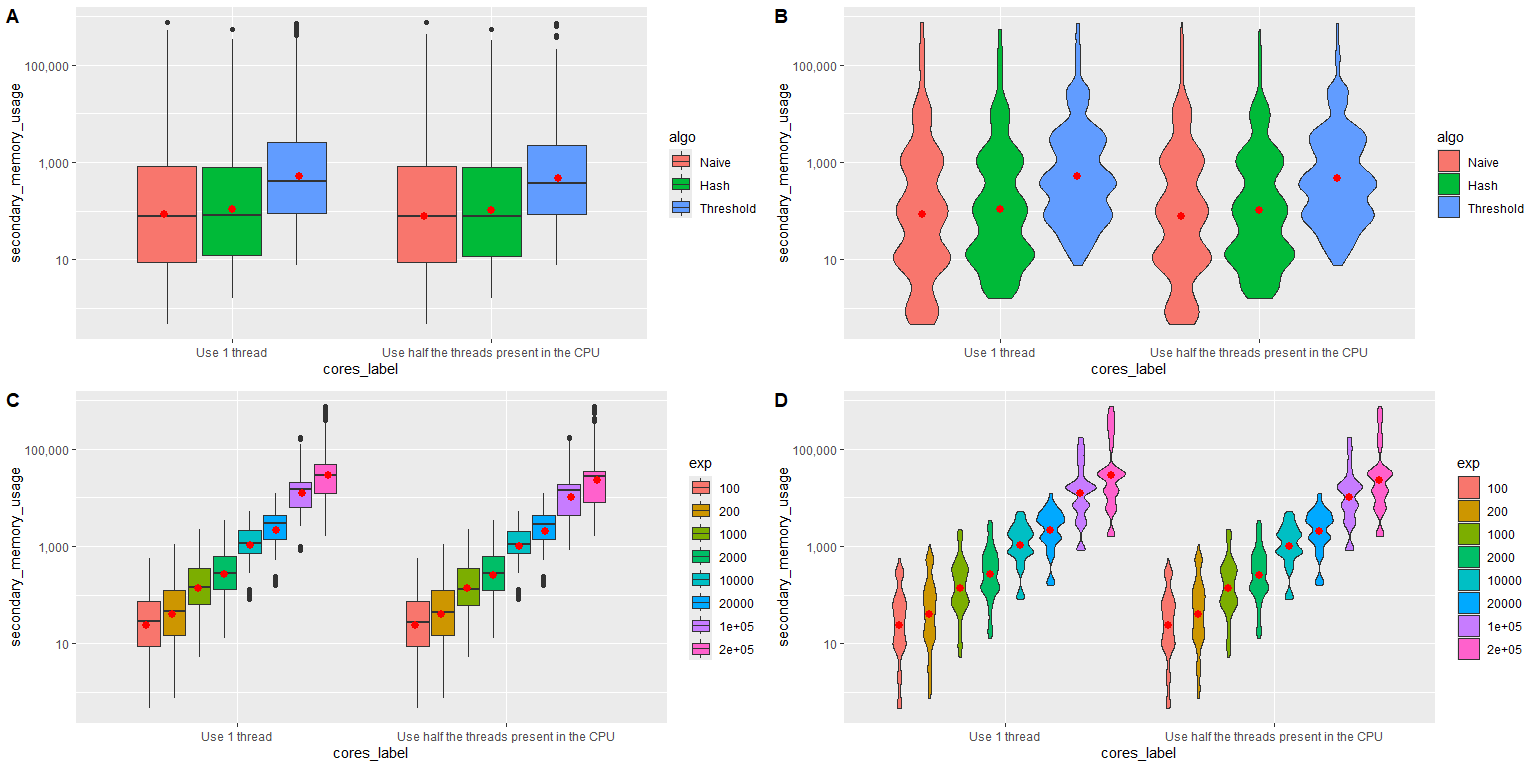 A
secondary_memory_usage
100,000
1,000
10
Use 1 thread
Use half the threads present in the CPU
cores_label
algo
Naive
Hash
Threshold
B
secondary_memory_usage
100,000
1,000
10
Use 1 thread
Use half the threads present in the CPU
cores_label
algo
Naive
Hash
Threshold
C
secondary_memory_usage
100,000
1,000
10
Use 1 thread
Use half the threads present in the CPU
cores_label
exp
100
200
1000
2000
10000
20000
1e+05
2e+05
D
secondary_memory_usage
100,000
1,000
10
Use 1 thread
Use half the threads present in the CPU
cores_label
exp
100
200
1000
2000
10000
20000
1e+05
2e+05